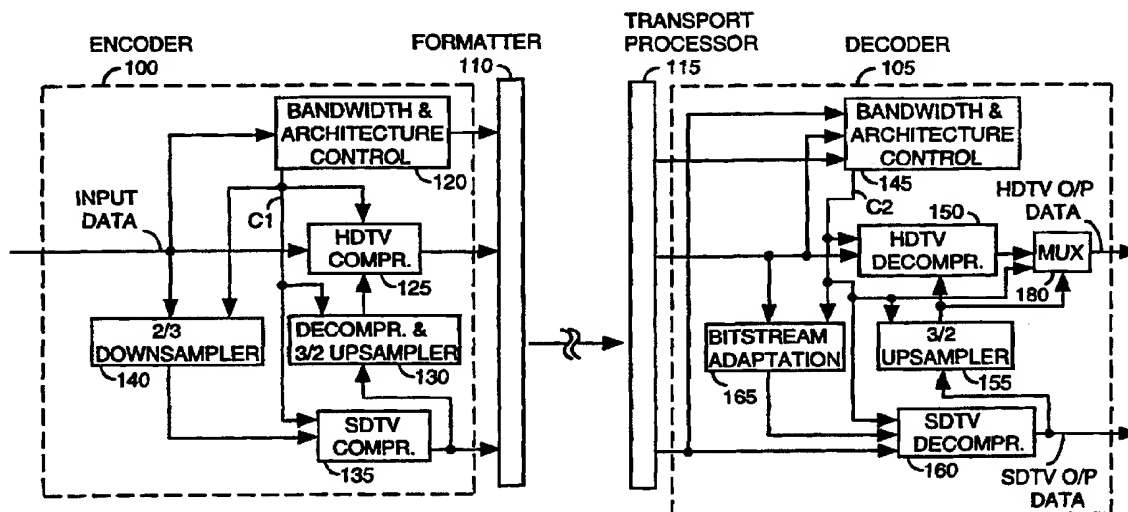 ENCODER
100
FORMATTER
110
TRANSPORT
PROCESSOR
115
DECODER
105
BANDWIDTH &
ARCHITECTURE
CONTROL
120
INPUT
DATA
C1
HDTV
COMPR.
125
2/3
DOWNSAMPLER
140
DECOMPR. &
3/2 UPSAMPLER
130
SDTV
COMPR.
135
BANDWIDTH &
ARCHITECTURE
CONTROL
145
C2
150
HDTV
DECOMPR.
HDTV O/P
DATA
MUX
180
BITSTREAM
ADAPTATION
165
3/2
UPSAMPLER
155
SDTV
DECOMPR.
160
SDTV O/P
DATA